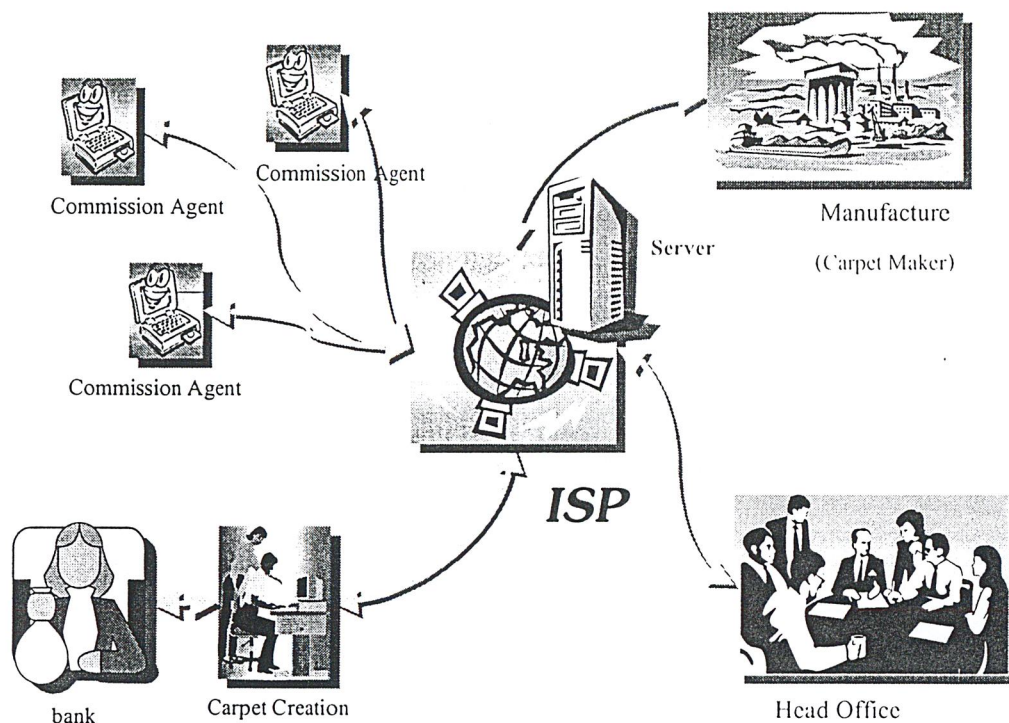 Commission Agent
Commission Agent
Manufacture
(Carpet Maker)
Server
Commission Agent
ISP
bank
Carpet Creation
Head Office